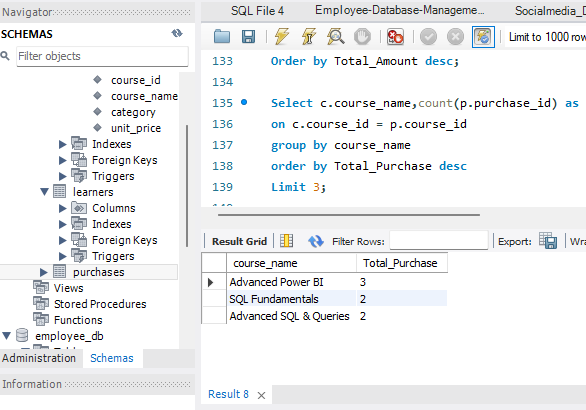 Navigator
SCHEMAS
Filter objects
course_id
course_name
category
unit_price
Indexes
Foreign Keys
Triggers
learners
Columns
Indexes
Foreign Keys
Triggers
purchases
Views
Stored Procedures
Functions
employee_db
Administration Schemas
Information
SQL File 4 Employee-Database-Manageme... Socialmedia_D
Limit to 1000 row
133 Order by Total_Amount desc;
134
135 Select c.course_name,count(p.purchase_id) as
136 on c.course_id = p.course_id
137 group by course_name
138 order by Total_Purchase desc
139 Limit 3;
Result Grid Filter Rows: Export: Wra
course_name Total_Purchase
Advanced Power BI 3
SQL Fundamentals 2
Advanced SQL & Queries 2
Result 8